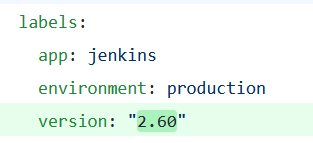 labels:
app: jenkins
environment: production
version: "2.60"